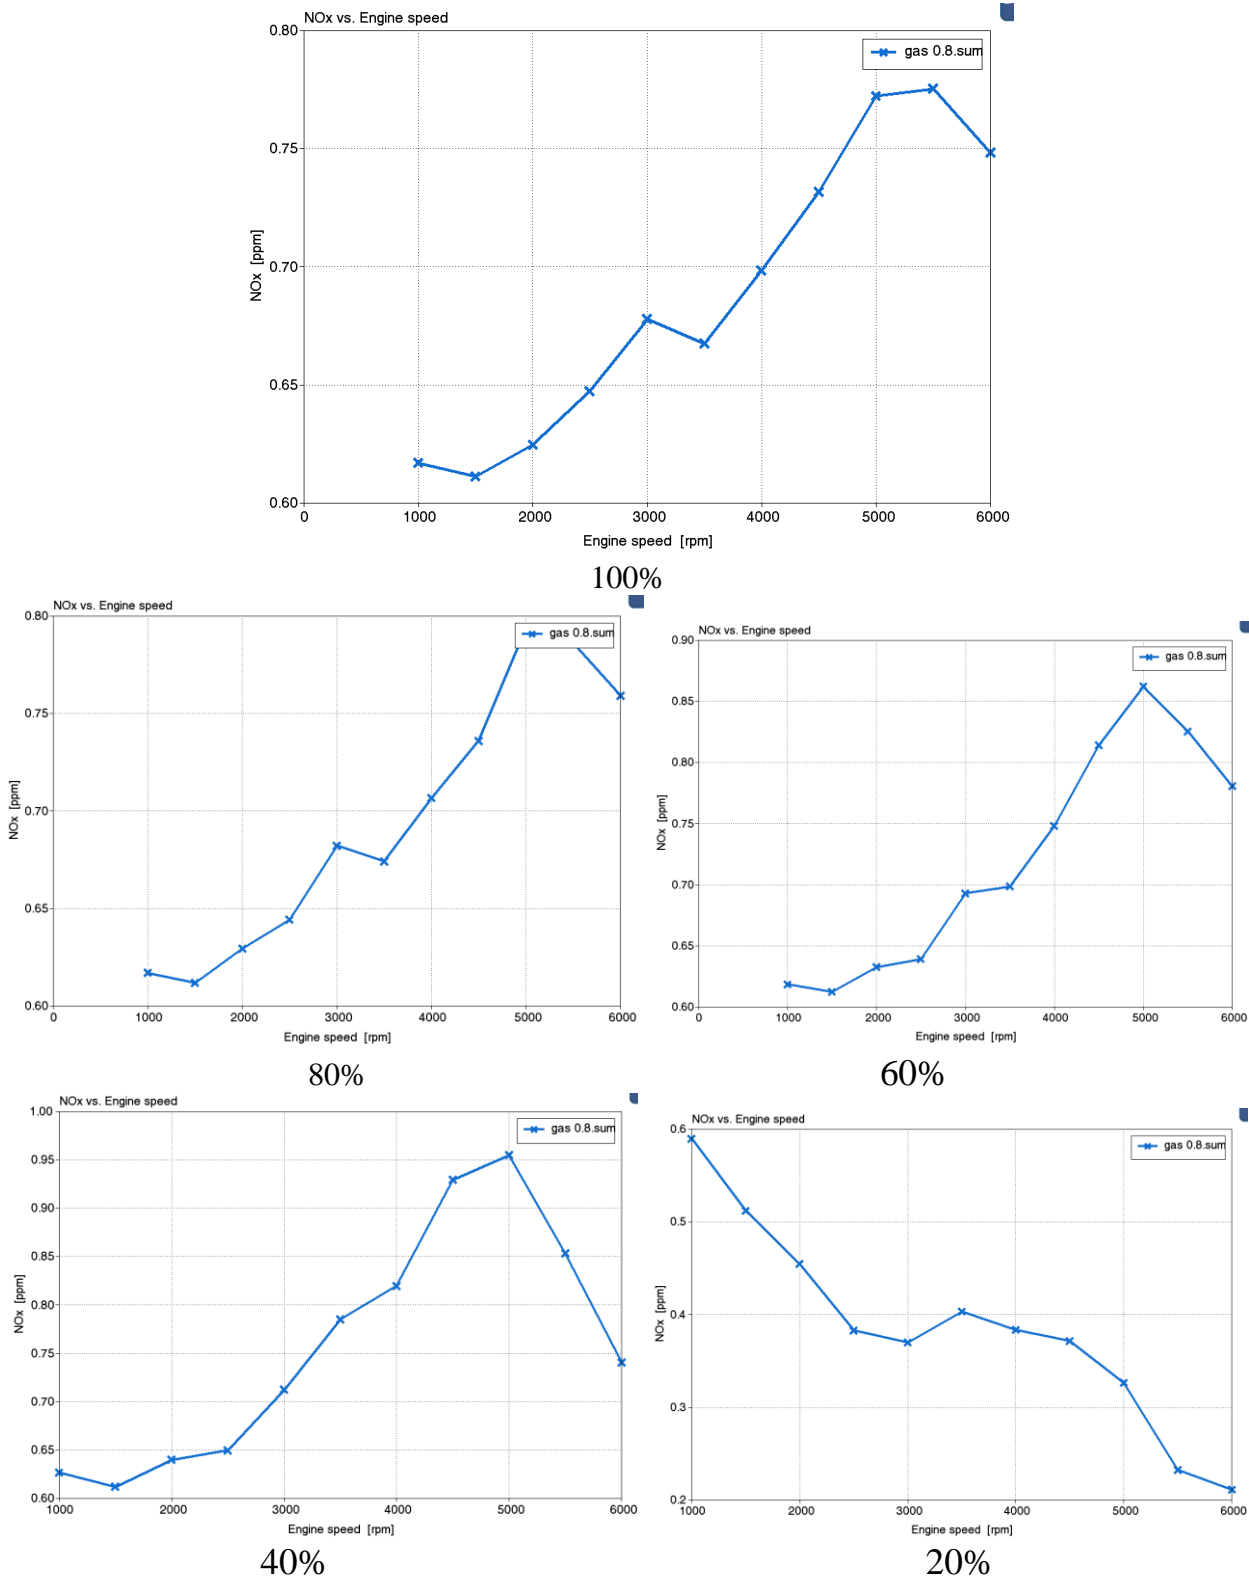 NOx vs. Engine speed
0.80
gas 0.8.sum
0.75
0.70
NOx [ppm]
0.65
0.60
0 1000 2000 3000 4000 5000 6000
Engine speed [rpm]
100%
NOx vs. Engine speed
0.80
gas 0.8.sum
0.75
0.70
NOx [ppm]
0.65
0.60
0 1000 2000 3000 4000 5000 6000
Engine speed [rpm]
80%
NOx vs. Engine speed
0.90
gas 0.8.sum
0.85
0.80
0.75
NOx [ppm]
0.70
0.65
0.60
0 1000 2000 3000 4000 5000 6000
Engine speed [rpm]
60%
NOx vs. Engine speed
1.00
gas 0.8.sum
0.95
0.90
0.85
0.80
NOx [ppm]
0.75
0.70
0.65
0.60
1000 2000 3000 4000 5000 6000
Engine speed [rpm]
40%
NOx vs. Engine speed
0.6
gas 0.8.sum
0.5
0.4
NOx [ppm]
0.3
0.2
1000 2000 3000 4000 5000 6000
Engine speed [rpm]
20%